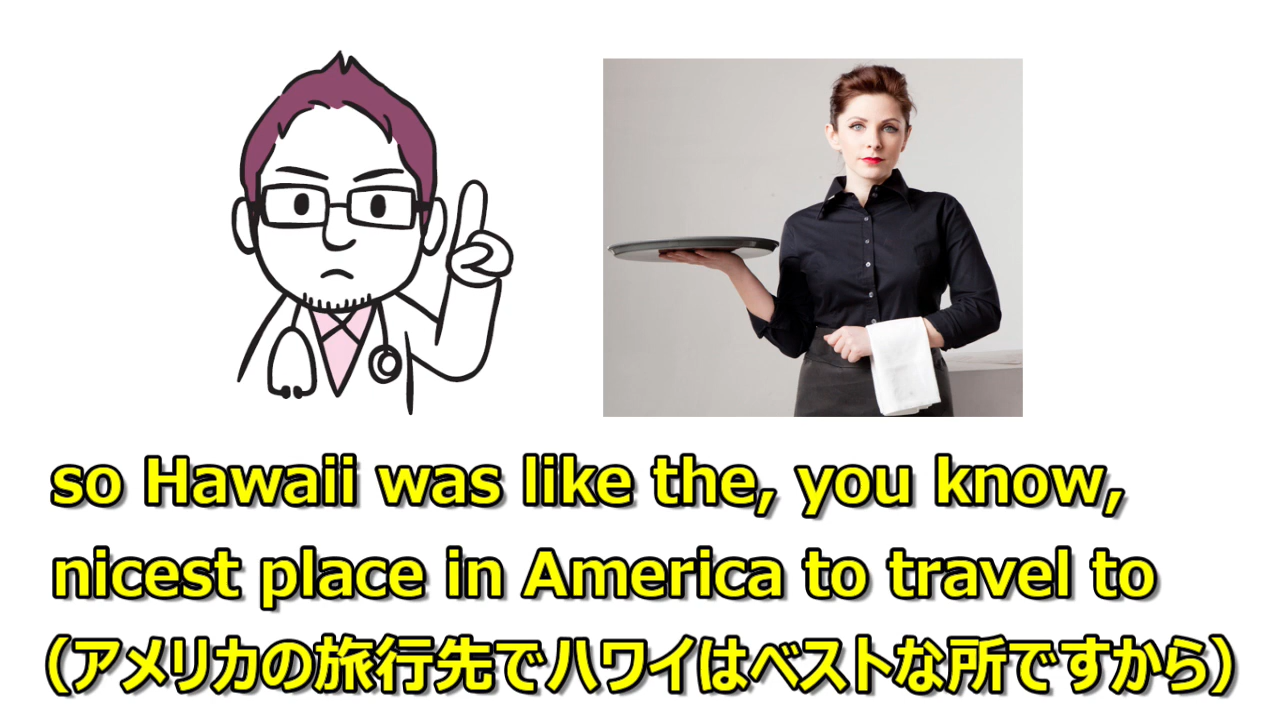 so Hawaii was like the, you know,
nicest place in America to travel to
（アメリカの旅行先でハワイはベストな所ですから）